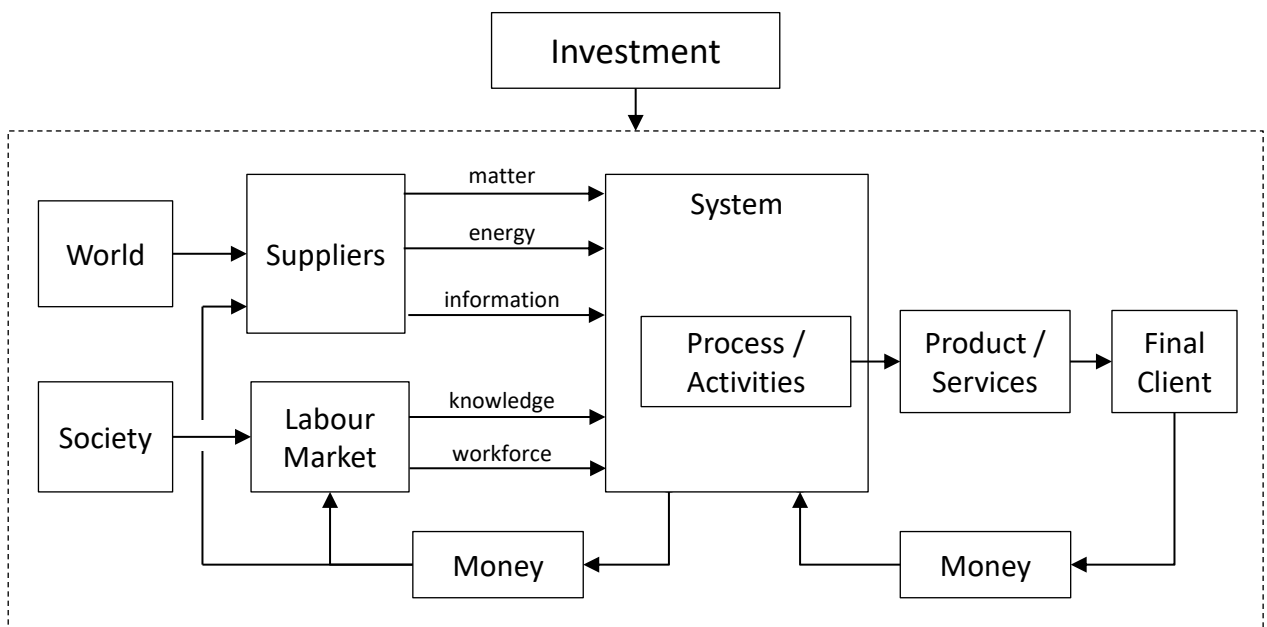 Investment
matter
System
World
Suppliers
energy
information
Process /
Activities
Product /
Services
Final
Client
Society
Labour
Market
knowledge
workforce
Money
Money